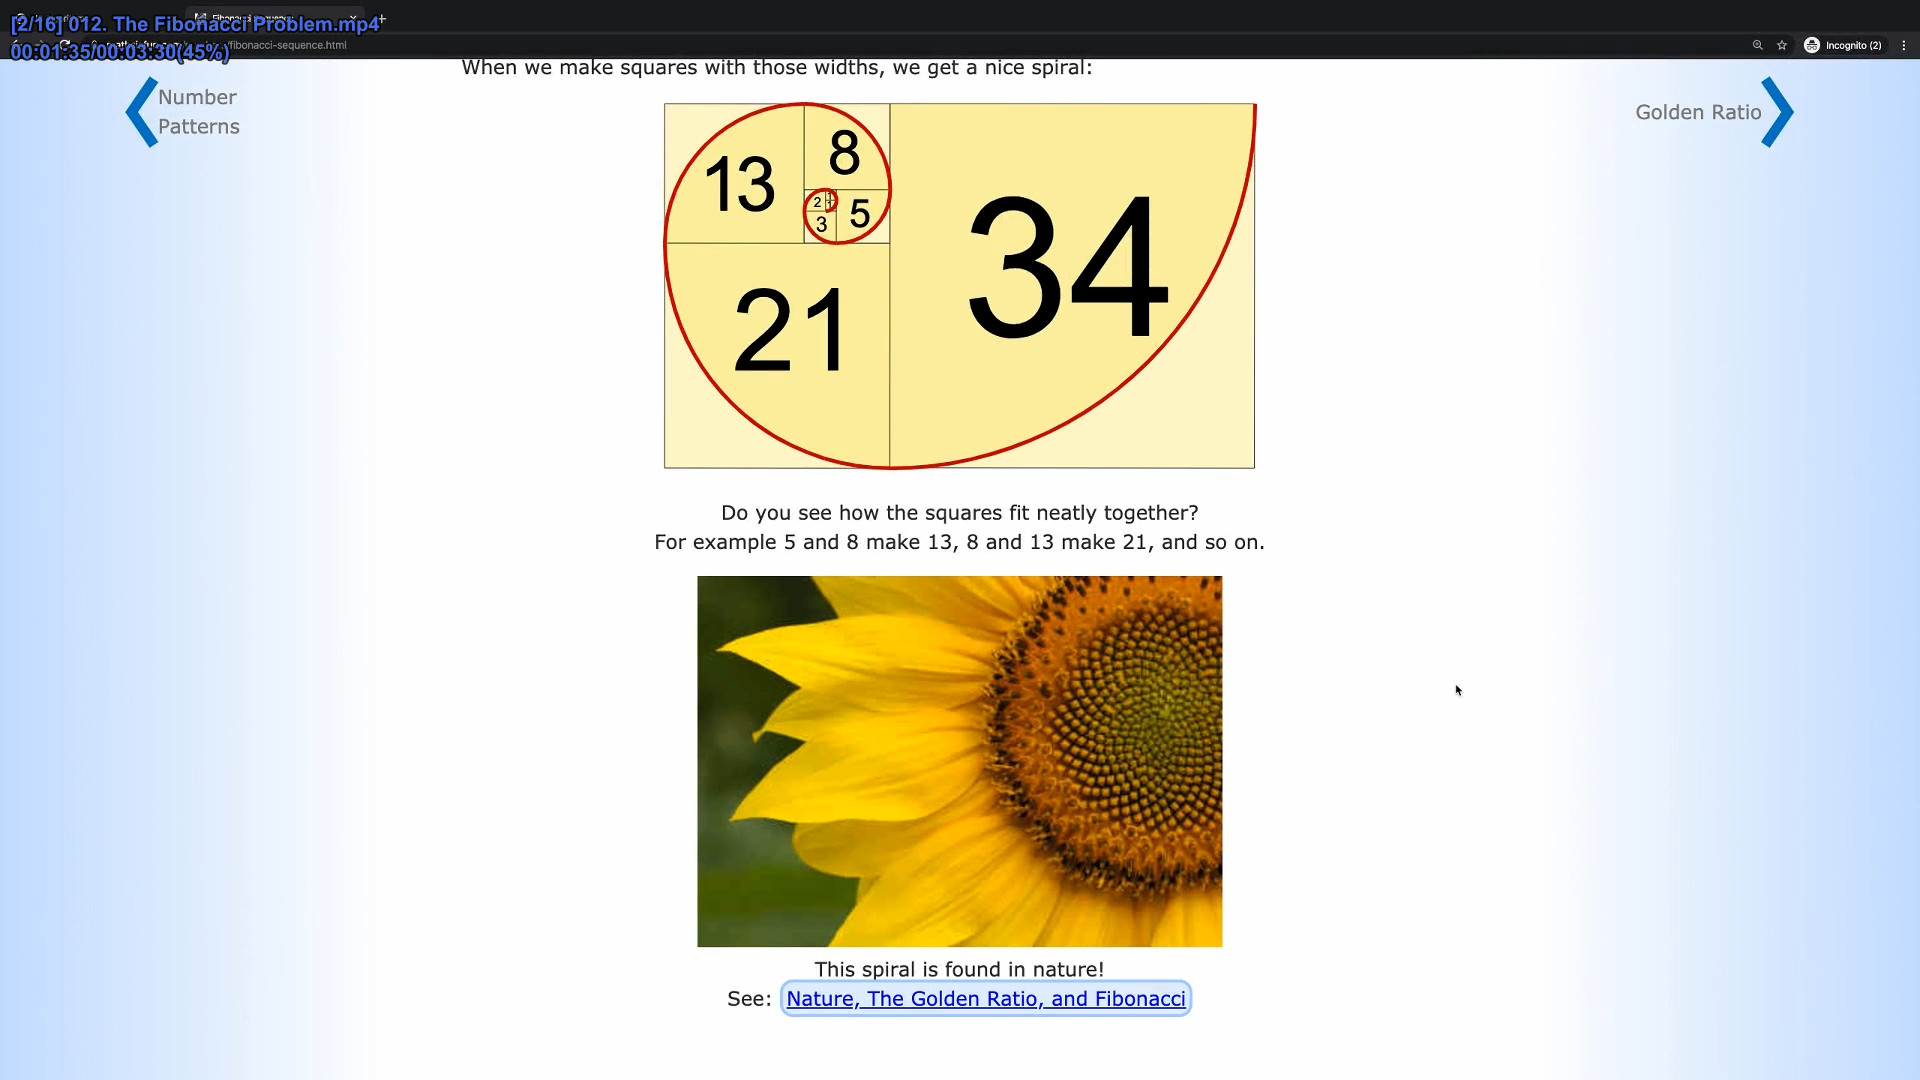 [2/16] 012. The Fibonacci Problem.mp4
00:01:35/00:03:30(45%)
fibonacci-sequence.html
Incognito (2)
When we make squares with those widths, we get a nice spiral:
Number
Patterns
Golden Ratio
13
8
2
1
1
5
3
34
21
Do you see how the squares fit neatly together?
For example 5 and 8 make 13, 8 and 13 make 21, and so on.
This spiral is found in nature!
See: Nature, The Golden Ratio, and Fibonacci